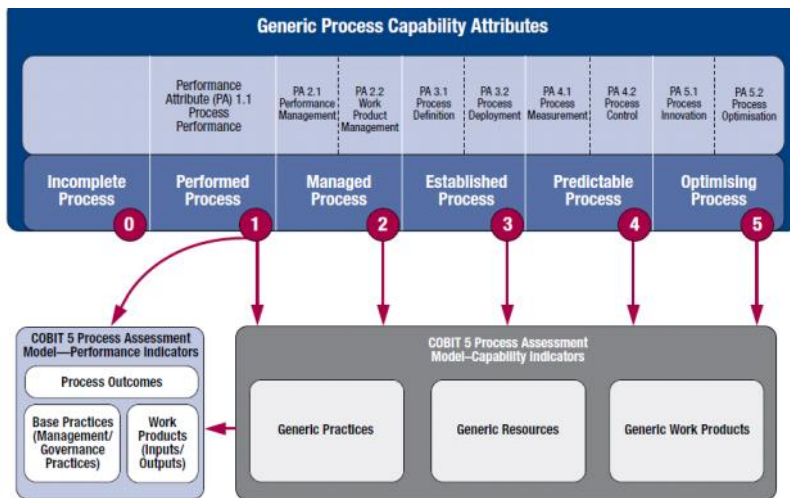 Generic Process Capability Attributes
Performance
Attribute (PA) 1.1
Process
Performance
PA 2.1
Performance
Management
PA 2.2
Work
Product
Management
PA 3.1
Process
Definition
PA 3.2
Process
Deployment
PA 4.1
Process
Measurement
PA 4.2
Process
Control
PA 5.1
Process
Innovation
PA 5.2
Process
Optimisation
Incomplete
Process
0
Performed
Process
1
Managed
Process
2
Established
Process
3
Predictable
Process
4
Optimising
Process
5
COBIT 5 Process Assessment
Model—Performance Indicators
Process Outcomes
Base Practices
(Management/
Governance
Practices)
Work
Products
(Inputs/
Outputs)
COBIT 5 Process Assessment
Model–Capability Indicators
Generic Practices
Generic Resources
Generic Work Products